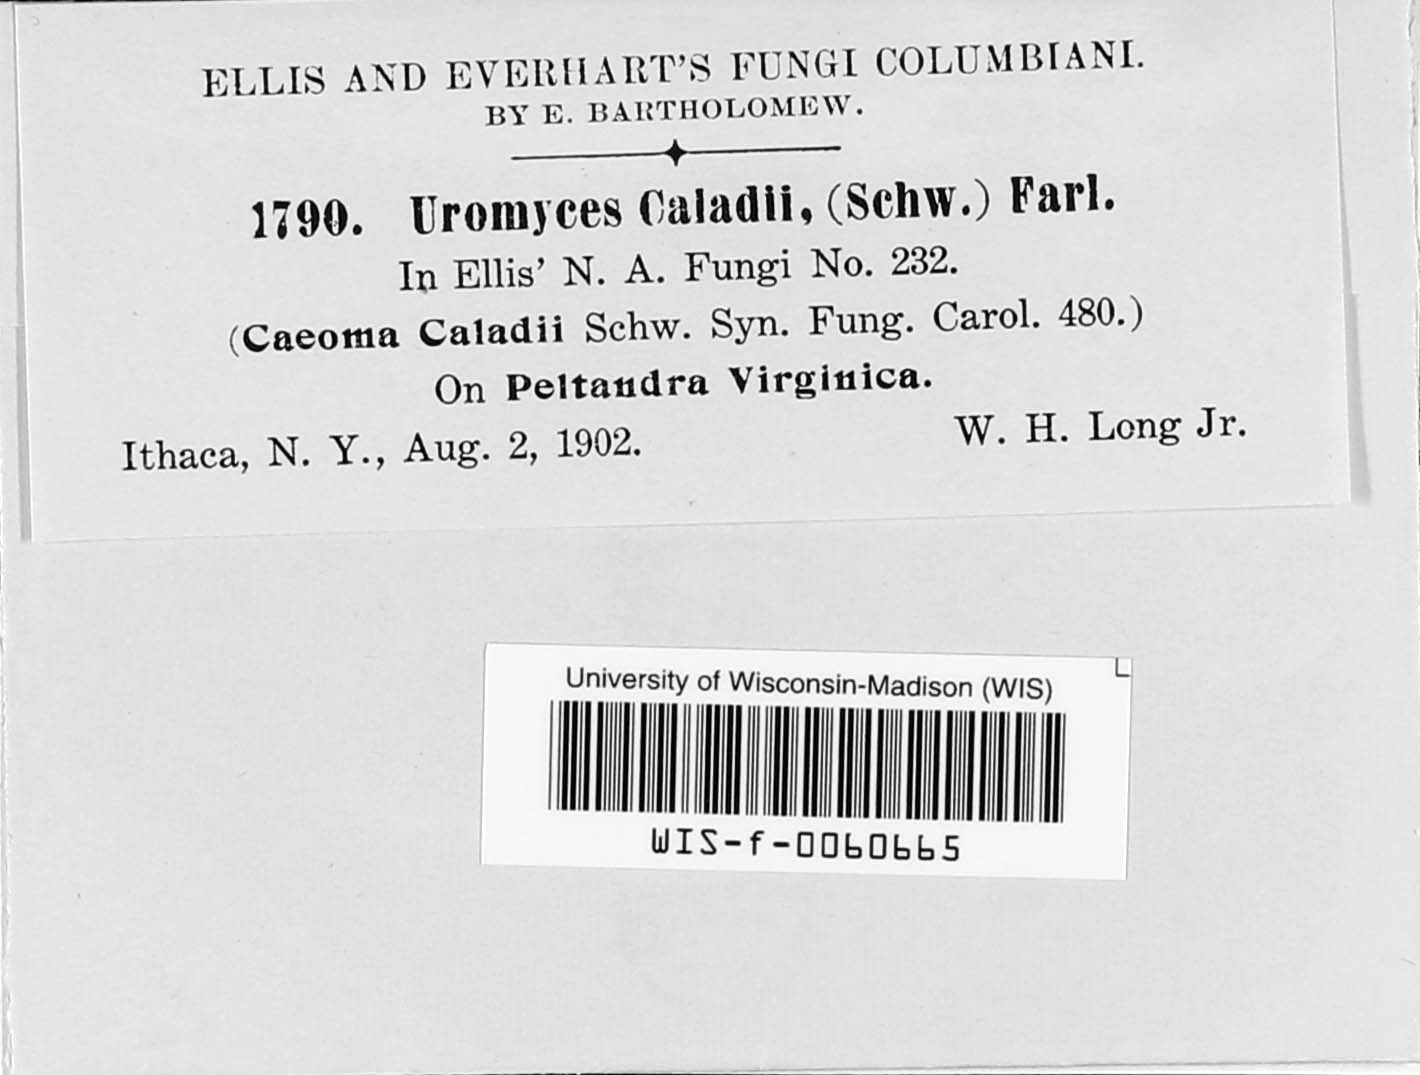 ELLIS AND EVERHART'S FUNGI COLUMBIANI.
BY E. BARTHOLOMEW.
1790. Uromyces Caladii, (Schw.) Farl.
In Ellis' N. A. Fungi No. 232.
(Caeoma Caladii Schw. Syn. Fung. Carol. 480.)
On Peltandra Virginica.
Ithaca, N. Y., Aug. 2, 1902. W. H. Long Jr.
University of Wisconsin-Madison (WIS)
WIS-f-0060665